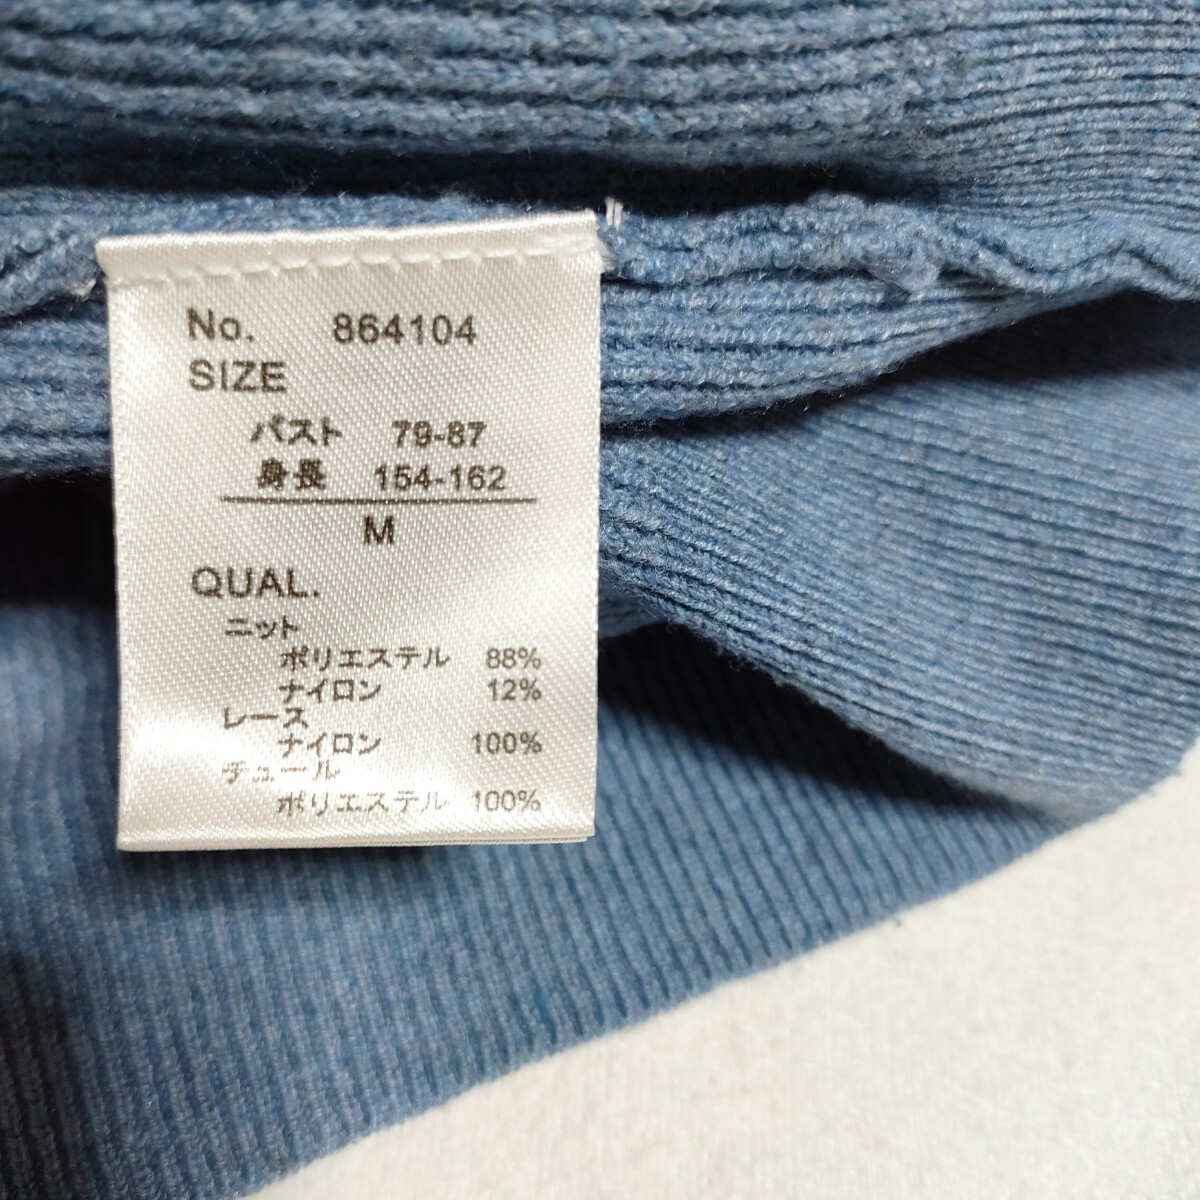 No. 864104
SIZE
バスト 79-87
身長 154-162
M
QUAL.
ニット
ポリエステル 88%
ナイロン 12%
レース
ナイロン 100%
チュール
ポリエステル 100%